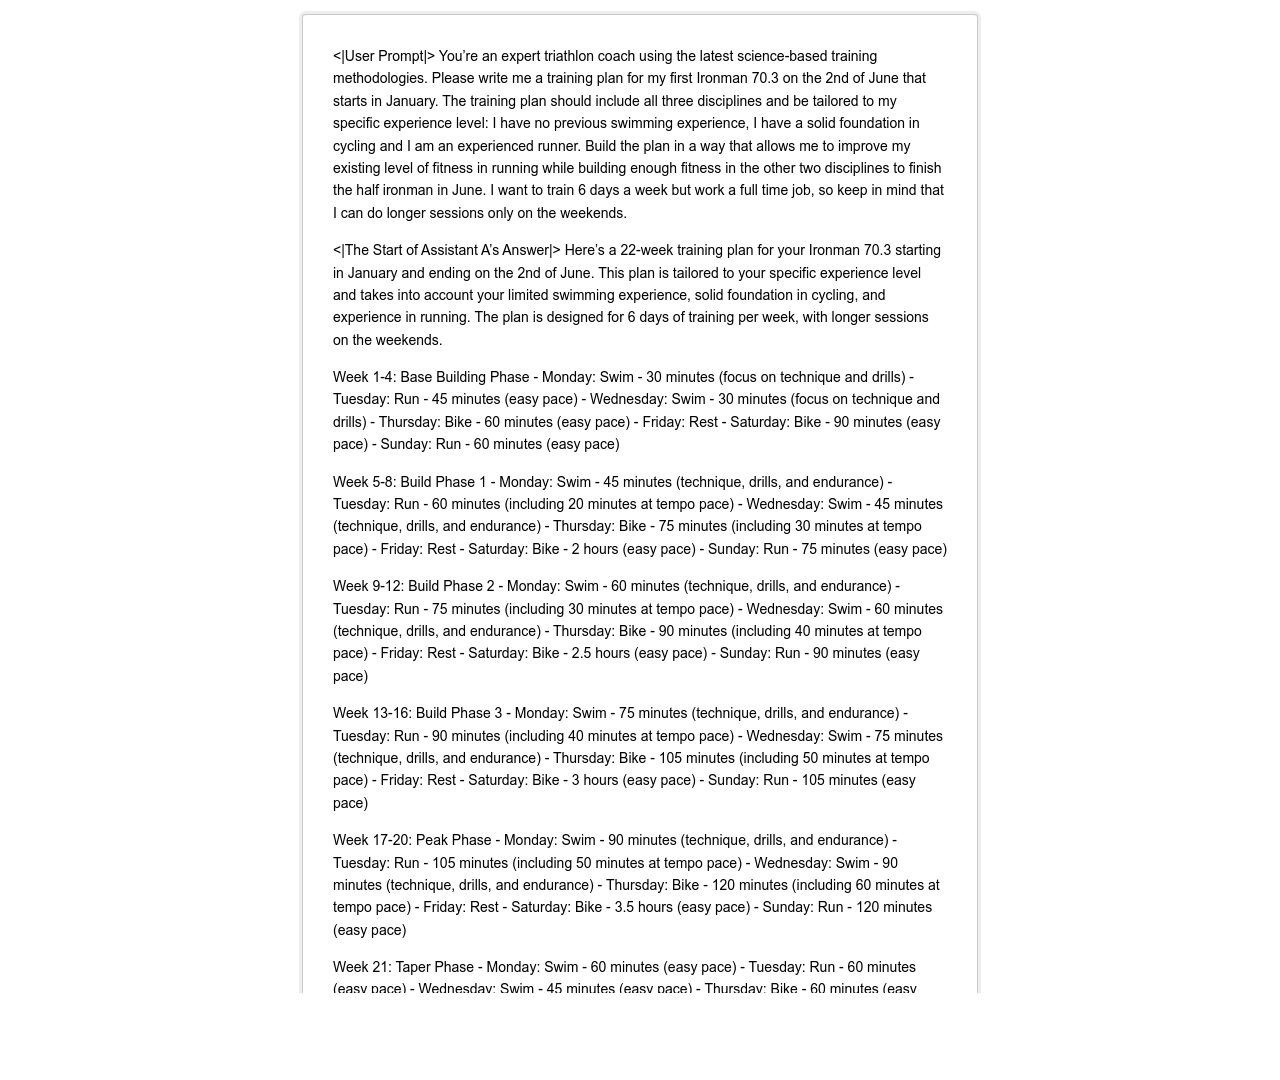 <|User Prompt|> You’re an expert triathlon coach using the latest science-based training
methodologies. Please write me a training plan for my first Ironman 70.3 on the 2nd of June that
starts in January. The training plan should include all three disciplines and be tailored to my
specific experience level: I have no previous swimming experience, I have a solid foundation in
cycling and I am an experienced runner. Build the plan in a way that allows me to improve my
existing level of fitness in running while building enough fitness in the other two disciplines to finish
the half ironman in June. I want to train 6 days a week but work a full time job, so keep in mind that
I can do longer sessions only on the weekends.
<|The Start of Assistant A’s Answer|> Here’s a 22-week training plan for your Ironman 70.3 starting
in January and ending on the 2nd of June. This plan is tailored to your specific experience level
and takes into account your limited swimming experience, solid foundation in cycling, and
experience in running. The plan is designed for 6 days of training per week, with longer sessions
on the weekends.
Week 1-4: Base Building Phase - Monday: Swim - 30 minutes (focus on technique and drills) -
Tuesday: Run - 45 minutes (easy pace) - Wednesday: Swim - 30 minutes (focus on technique and
drills) - Thursday: Bike - 60 minutes (easy pace) - Friday: Rest - Saturday: Bike - 90 minutes (easy
pace) - Sunday: Run - 60 minutes (easy pace)
Week 5-8: Build Phase 1 - Monday: Swim - 45 minutes (technique, drills, and endurance) -
Tuesday: Run - 60 minutes (including 20 minutes at tempo pace) - Wednesday: Swim - 45 minutes
(technique, drills, and endurance) - Thursday: Bike - 75 minutes (including 30 minutes at tempo
pace) - Friday: Rest - Saturday: Bike - 2 hours (easy pace) - Sunday: Run - 75 minutes (easy pace)
Week 9-12: Build Phase 2 - Monday: Swim - 60 minutes (technique, drills, and endurance) -
Tuesday: Run - 75 minutes (including 30 minutes at tempo pace) - Wednesday: Swim - 60 minutes
(technique, drills, and endurance) - Thursday: Bike - 90 minutes (including 40 minutes at tempo
pace) - Friday: Rest - Saturday: Bike - 2.5 hours (easy pace) - Sunday: Run - 90 minutes (easy
pace)
Week 13-16: Build Phase 3 - Monday: Swim - 75 minutes (technique, drills, and endurance) -
Tuesday: Run - 90 minutes (including 40 minutes at tempo pace) - Wednesday: Swim - 75 minutes
(technique, drills, and endurance) - Thursday: Bike - 105 minutes (including 50 minutes at tempo
pace) - Friday: Rest - Saturday: Bike - 3 hours (easy pace) - Sunday: Run - 105 minutes (easy
pace)
Week 17-20: Peak Phase - Monday: Swim - 90 minutes (technique, drills, and endurance) -
Tuesday: Run - 105 minutes (including 50 minutes at tempo pace) - Wednesday: Swim - 90
minutes (technique, drills, and endurance) - Thursday: Bike - 120 minutes (including 60 minutes at
tempo pace) - Friday: Rest - Saturday: Bike - 3.5 hours (easy pace) - Sunday: Run - 120 minutes
(easy pace)
Week 21: Taper Phase - Monday: Swim - 60 minutes (easy pace) - Tuesday: Run - 60 minutes
(easy pace) - Wednesday: Swim - 45 minutes (easy pace) - Thursday: Bike - 60 minutes (easy